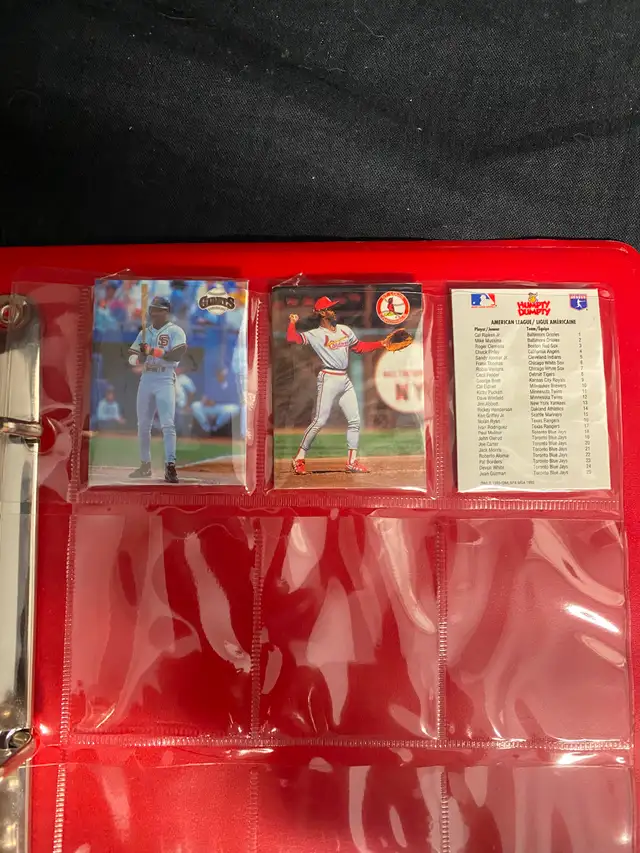 GIANTS
SF
Cardinals
NY
HUMPTY
DUMPTY
AMERICAN LEAGUE / LIGUE AMÉRICAINE
Player / Joueur Team / Équipe
Cal Ripken Jr. Baltimore Orioles 1
Mike Mussina Baltimore Orioles 2
Roger Clemens Boston Red Sox 3
Chuck Finley California Angels 4
Sandy Alomar Jr. Cleveland Indians 5
Frank Thomas Chicago White Sox 6
Robin Ventura Chicago White Sox 7
Cecil Fielder Detroit Tigers 8
George Brett Kansas City Royals 9
Cal Eldred Milwaukee Brewers 10
Kirby Puckett Minnesota Twins 11
Dave Winfield Minnesota Twins 12
Jim Abbott New York Yankees 13
Rickey Henderson Oakland Athletics 14
Ken Griffey Jr. Seattle Mariners 15
Nolan Ryan Texas Rangers 16
Ivan Rodriguez Texas Rangers 17
Paul Molitor Toronto Blue Jays 18
John Olerud Toronto Blue Jays 19
Joe Carter Toronto Blue Jays 20
Jack Morris Toronto Blue Jays 21
Roberto Alomar Toronto Blue Jays 22
Pat Borders Toronto Blue Jays 23
Devon White Toronto Blue Jays 24
Juan Guzman Toronto Blue Jays 25